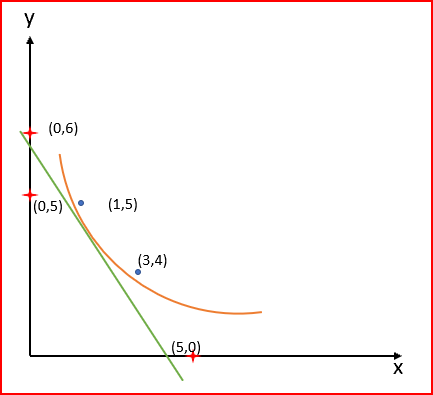 y
(0,6)
(0,5)
(1,5)
(3,4)
(5,0)
x